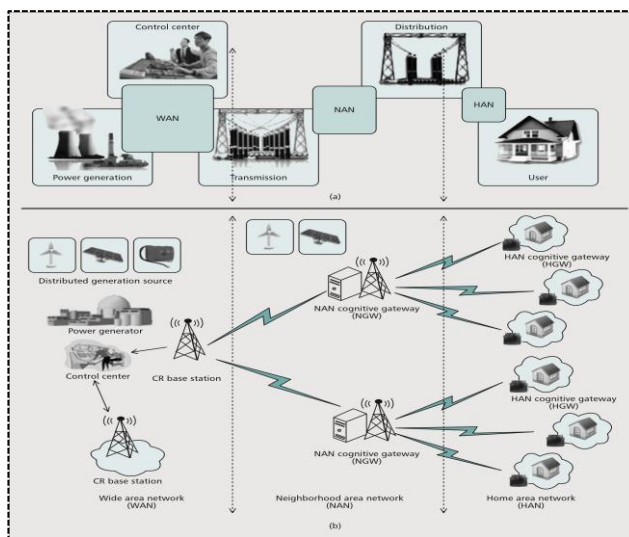 Control center
Distribution
WAN
NAN
HAN
Power generation
Transmission
User
(a)
Distributed generation source
Power generator
Control center
CR base station
CR base station
Wide area network
(WAN)
NAN cognitive gateway
(NGW)
NAN cognitive gateway
(NGW)
Neighborhood area network
(NAN)
HAN cognitive gateway
(HGW)
HAN cognitive gateway
(HGW)
Home area network
(HAN)
(b)